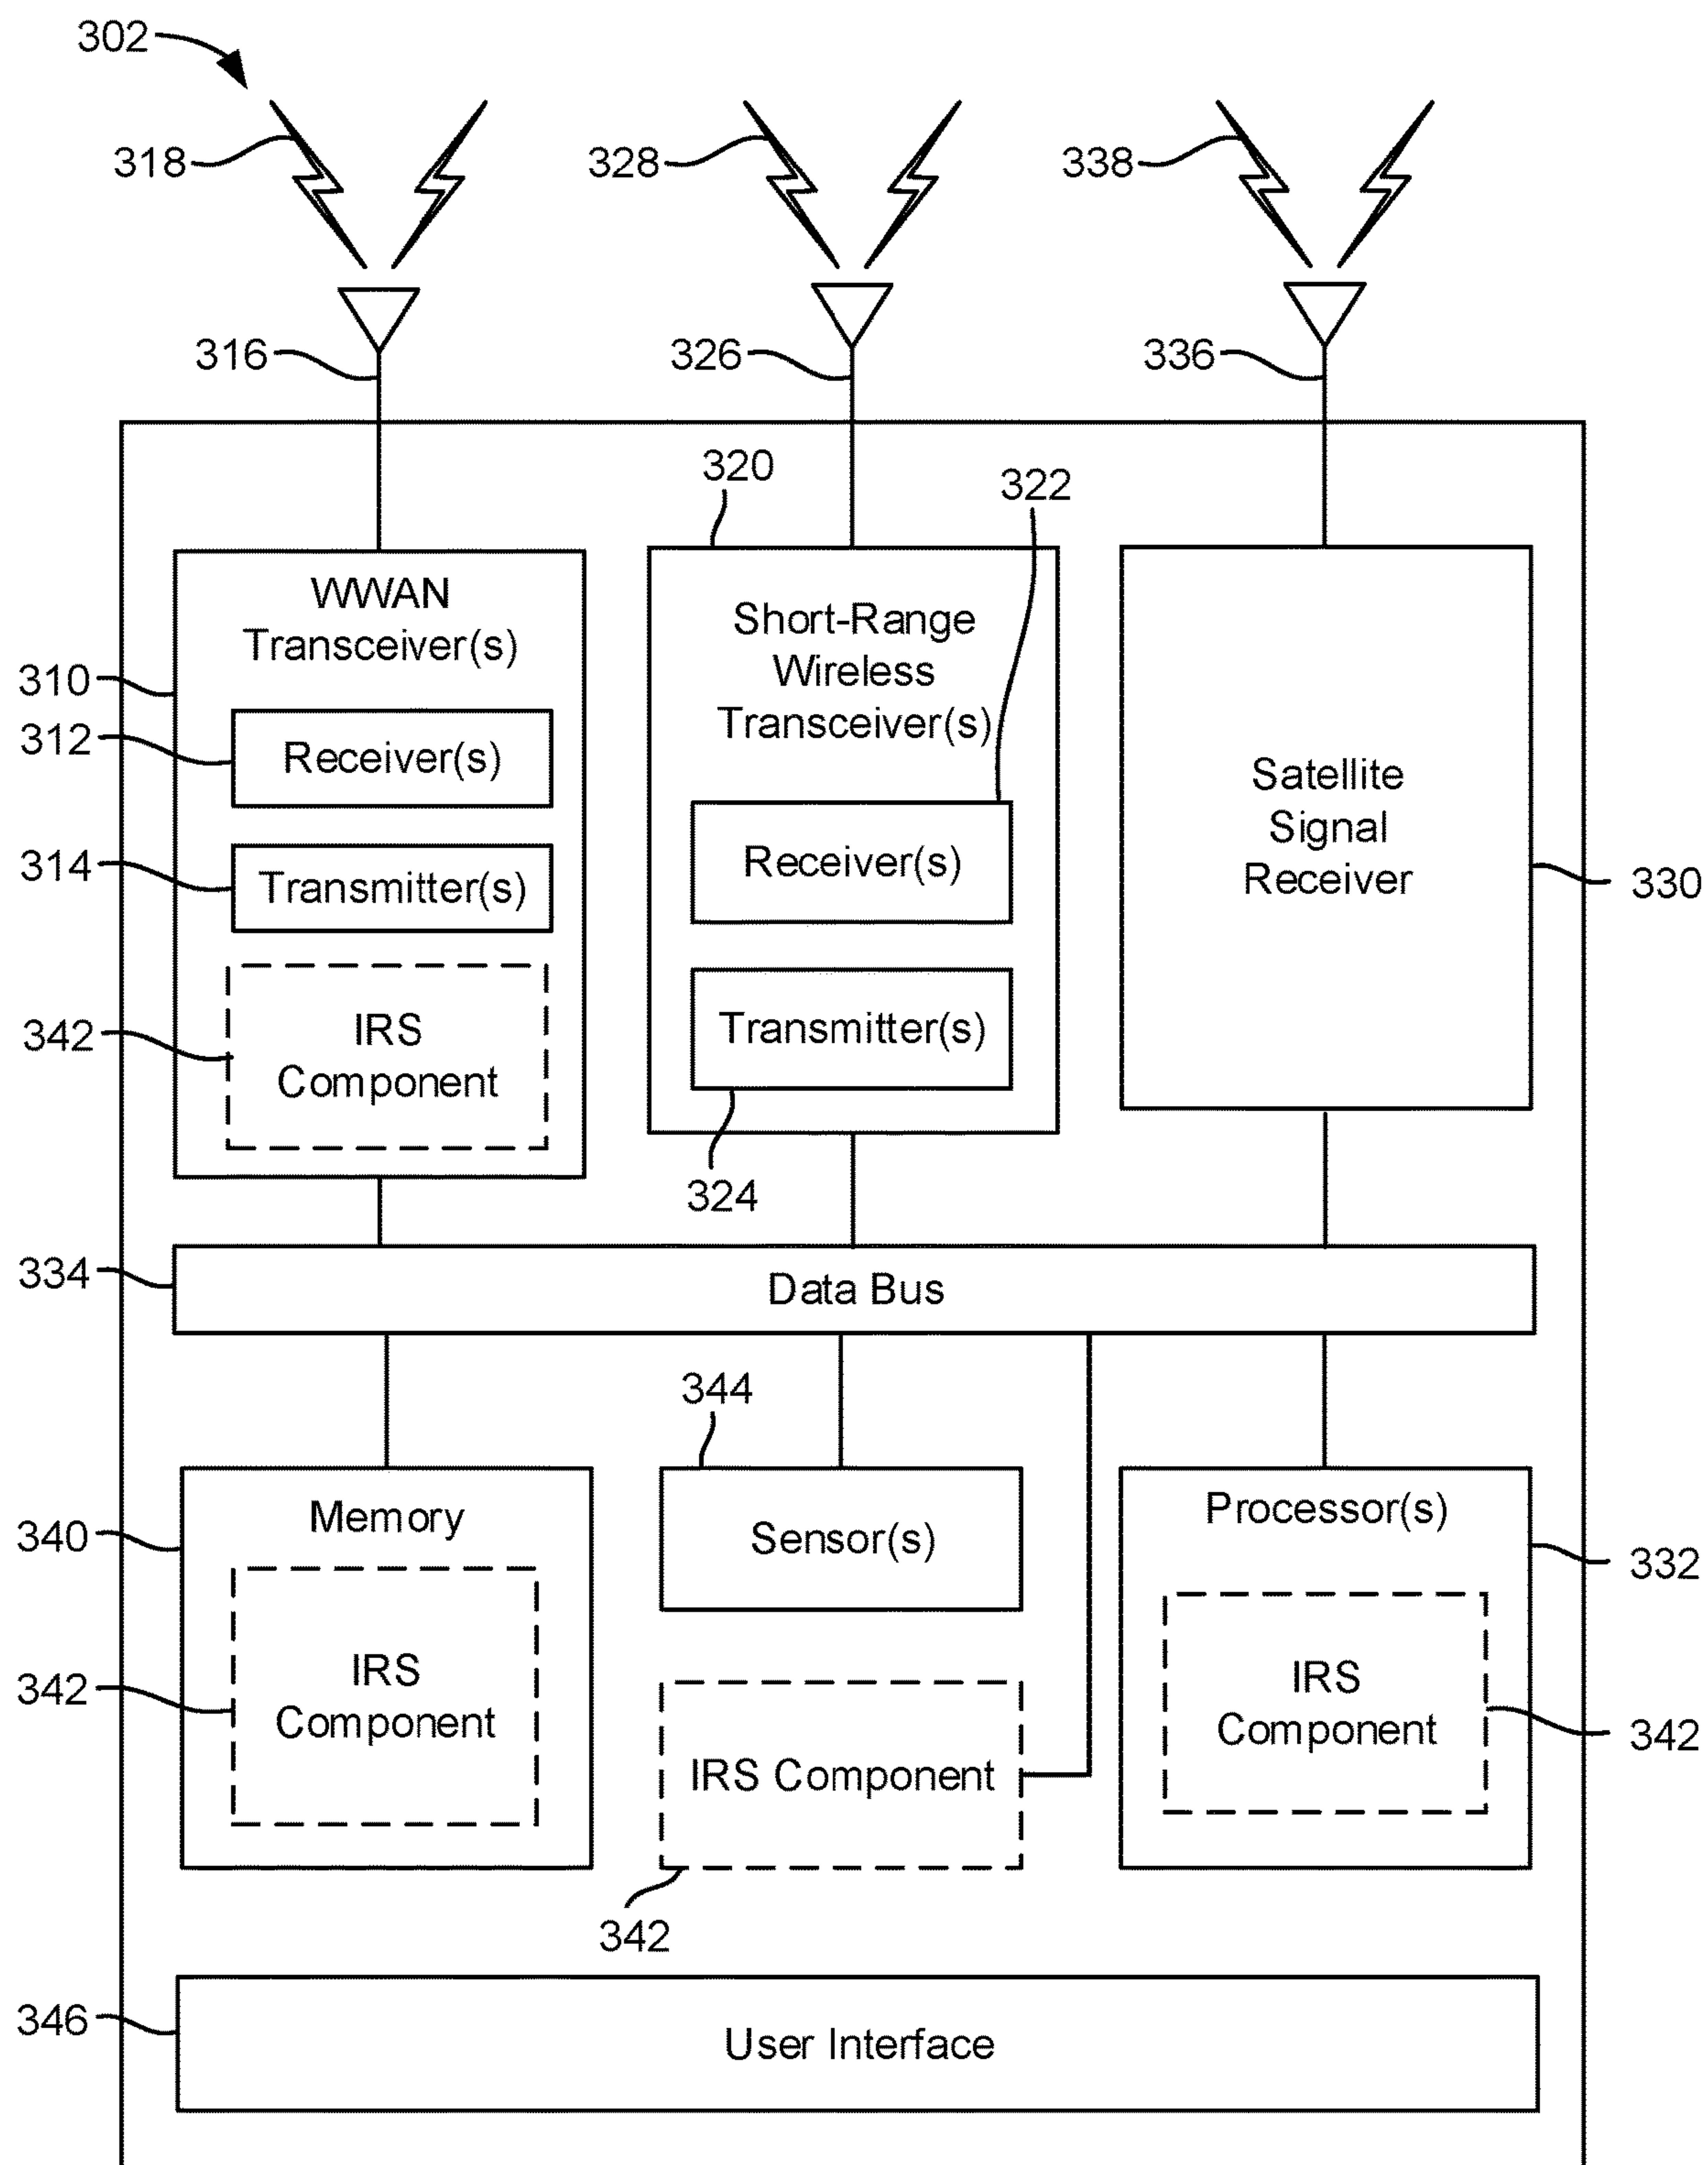 302
318
328
338
316
326
336
320
322
WWAN
Transceiver(s)
310
312
Receiver(s)
314
Transmitter(s)
342
IRS
Component
Short-Range
Wireless
Transceiver(s)
Receiver(s)
Transmitter(s)
324
Satellite
Signal
Receiver
330
334
Data Bus
344
340
Memory
342
IRS
Component
Sensor(s)
IRS Component
342
Processor(s)
332
IRS
Component
342
346
User Interface